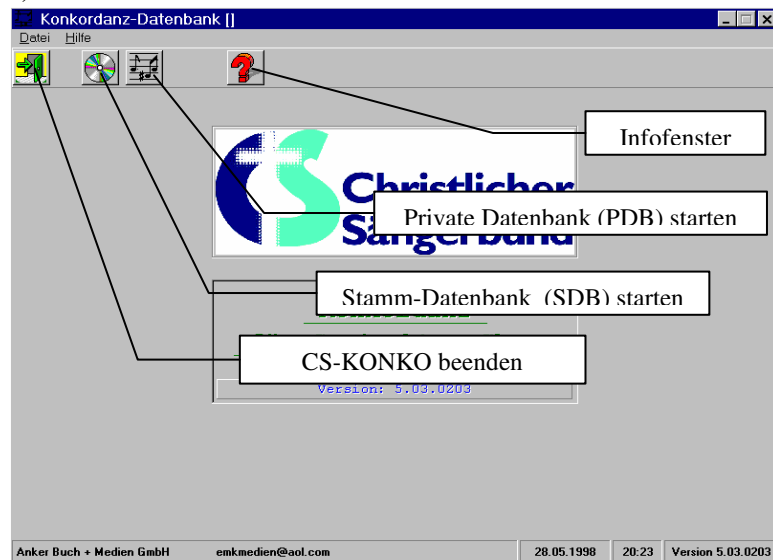 Konkordanz-Datenbank []
Datei Hilfe
Infofenster
Christlicher
Private Datenbank (PDB) starten
Sängerbund
Stamm-Datenbank (SDB) starten
CS-KONKO beenden
Version: 5.03.0203
Anker Buch + Medien GmbH emkmedien@aol.com 28.05.1998 20:23 Version 5.03.0203